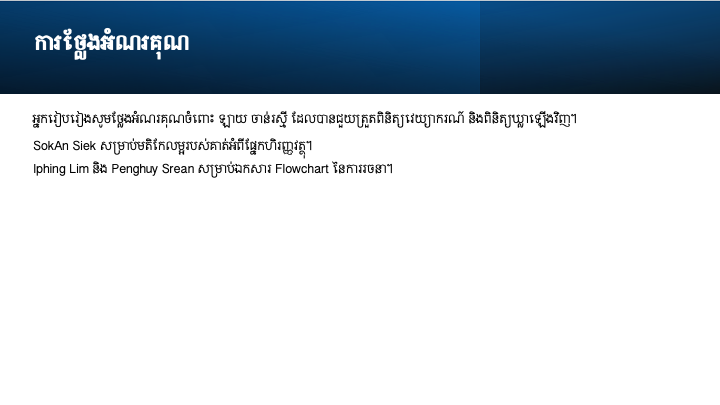 ការថ្លែងអំណរគុណ
អ្នករៀបរៀងសូមថ្លែងអំណរគុណចំពោះ ឡាយ ចាន់រស្មី ដែលបានជួយត្រួតពិនិត្យវេយ្យាករណ៍ និងពិនិត្យឃ្លាឡើងវិញ។
SokAn Siek សម្រាប់មតិកែលម្អរបស់គាត់អំពីផ្នែកហិរញ្ញវត្ថុ។
Iphing Lim និង Penghuy Srean សម្រាប់ឯកសារ Flowchart នៃការរចនា។